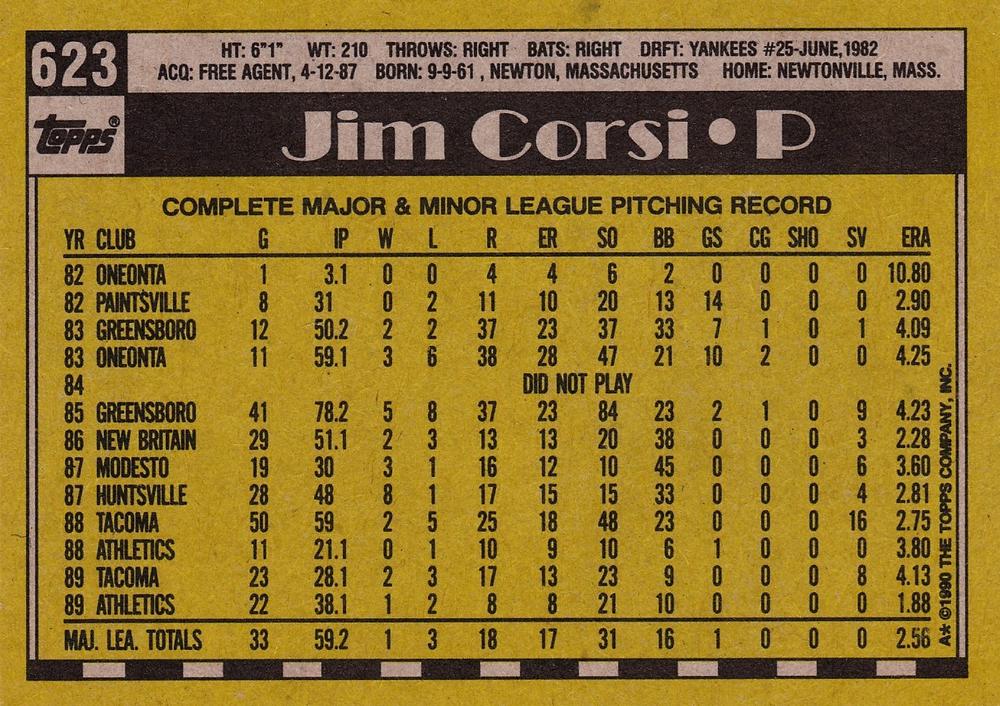 623
HT: 6"1" WT: 210 THROWS: RIGHT BATS: RIGHT DRFT: YANKEES #25-JUNE,1982
ACQ: FREE AGENT, 4-12-87 BORN: 9-9-61 , NEWTON, MASSACHUSETTS HOME: NEWTONVILLE, MASS.
topps®
Jim Corsi • P
COMPLETE MAJOR & MINOR LEAGUE PITCHING RECORD
YR CLUB G IP W L R ER SO BB GS CG SHO SV ERA
82 ONEONTA 1 3.1 0 0 4 4 6 2 0 0 0 0 10.80
82 PAINTSVILLE 8 31 0 2 11 10 20 13 14 0 0 0 2.90
83 GREENSBORO 12 50.2 2 2 37 23 37 33 7 1 0 1 4.09
83 ONEONTA 11 59.1 3 6 38 28 47 21 10 2 0 0 4.25
84 DID NOT PLAY
85 GREENSBORO 41 78.2 5 8 37 23 84 23 2 1 0 9 4.23
86 NEW BRITAIN 29 51.1 2 3 13 13 20 38 0 0 0 3 2.28
87 MODESTO 19 30 3 1 16 12 10 45 0 0 0 6 3.60
87 HUNTSVILLE 28 48 8 1 17 15 15 33 0 0 0 4 2.81
88 TACOMA 50 59 2 5 25 18 48 23 0 0 0 16 2.75
88 ATHLETICS 11 21.1 0 1 10 9 10 6 1 0 0 0 3.80
89 TACOMA 23 28.1 2 3 17 13 23 9 0 0 0 8 4.13
89 ATHLETICS 22 38.1 1 2 8 8 21 10 0 0 0 0 1.88
MAJ. LEA. TOTALS 33 59.2 1 3 18 17 31 16 1 0 0 0 2.56
A* ©1990 THE TOPPS COMPANY, INC.